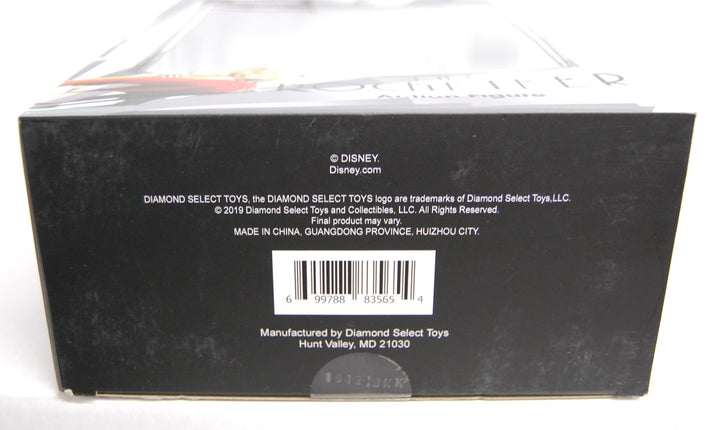 ROCKETEER
Action Figure
© DISNEY.
Disney.com
DIAMOND SELECT TOYS, the DIAMOND SELECT TOYS logo are trademarks of Diamond Select Toys,LLC.
© 2019 Diamond Select Toys and Collectibles, LLC. All Rights Reserved.
Final product may vary.
MADE IN CHINA, GUANGDONG PROVINCE, HUIZHOU CITY.
6 99788 83565 4
Manufactured by Diamond Select Toys
Hunt Valley, MD 21030